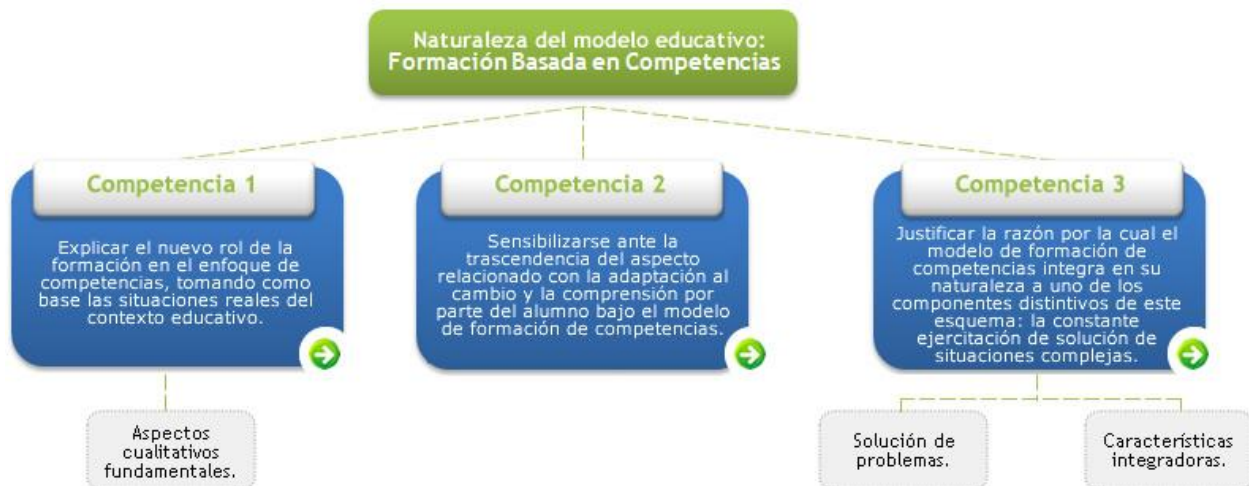 Naturaleza del modelo educativo:
Formación Basada en Competencias
Competencia 1
Explicar el nuevo rol de la
formación en el enfoque de
competencias, tomando como
base las situaciones reales del
contexto educativo.
Aspectos
cualitativos
fundamentales.
Competencia 2
Sensibilizarse ante la
trascendencia del aspecto
relacionado con la adaptación al
cambio y la comprensión por
parte del alumno bajo el modelo
de formación de competencias.
Competencia 3
Justificar la razón por la cual el
modelo de formación de
competencias integra en su
naturaleza a uno de los
componentes distintivos de este
esquema: la constante
ejercitación de solución de
situaciones complejas.
Solución de
problemas.
Características
integradoras.